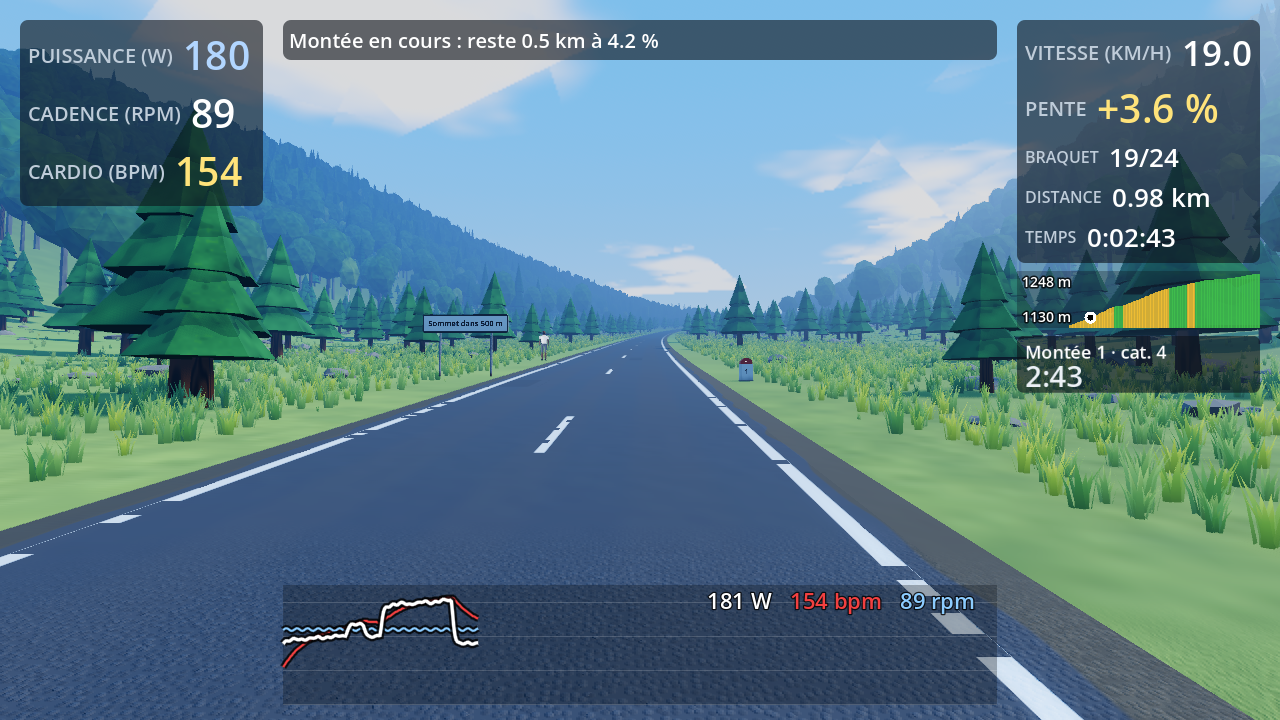 PUISSANCE (W) 180
CADENCE (RPM) 89
CARDIO (BPM) 154
Montée en cours : reste 0.5 km à 4.2 %
VITESSE (KM/H) 19.0
PENTE +3.6 %
BRAQUET 19/24
DISTANCE 0.98 km
TEMPS 0:02:43
1248 m
1130 m
Montée 1 · cat. 4
2:43
Sommet dans 500 m
181 W 154 bpm 89 rpm